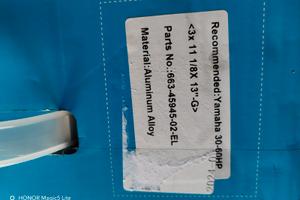 Recommended:Yamaha 30-60HP
<3x 11 1/8X 13"-G>
Parts No.:663-45945-02-EL
Material:Aluminum Alloy
HONOR Magic5 Lite